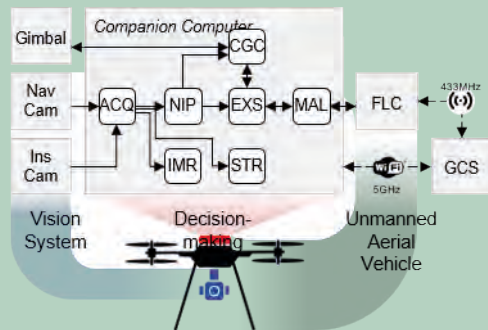 Companion Computer
Gimbal
CGC
Nav
Cam
ACQ
NIP
EXS
MAL
FLC
433MHz
Ins
Cam
IMR
STR
WiFi
5GHz
GCS
Vision
System
Decision-
making
Unmanned
Aerial
Vehicle